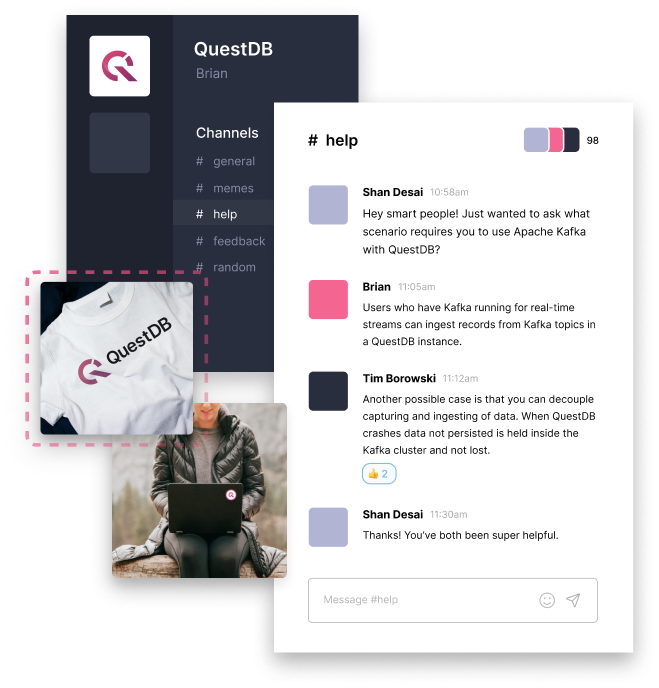 QuestDB
Brian
Channels
# general
# memes
# help
# feedback
# random
QuestDB
# help
98
Shan Desai 10:58am
Hey smart people! Just wanted to ask what
scenario requires you to use Apache Kafka
with QuestDB?
Brian 11:05am
Users who have Kafka running for real-time
streams can ingest records from Kafka topics in
a QuestDB instance.
Tim Borowski 11:12am
Another possible case is that you can decouple
capturing and ingesting of data. When QuestDB
crashes data not persisted is held inside the
Kafka cluster and not lost.
👍 2
Shan Desai 11:30am
Thanks! You've both been super helpful.
Message #help